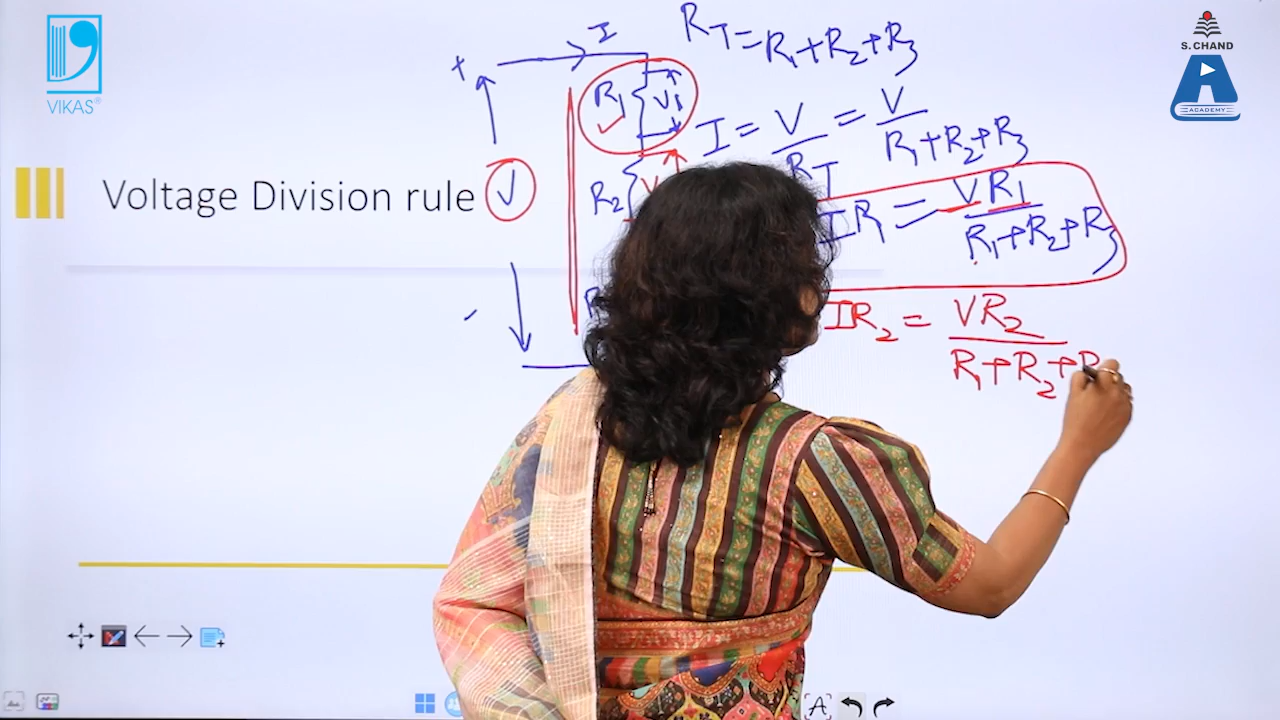 VIKAS®
S. CHAND
ACADEMY
Voltage Division rule
+
-
V
I
R1
V1
R2
V
R
RT = R1+R2+R3
I = V/RT = V/R1+R2+R3
IR1 = VR1/R1+R2+R3
IR2 = VR2/R1+R2+R
A